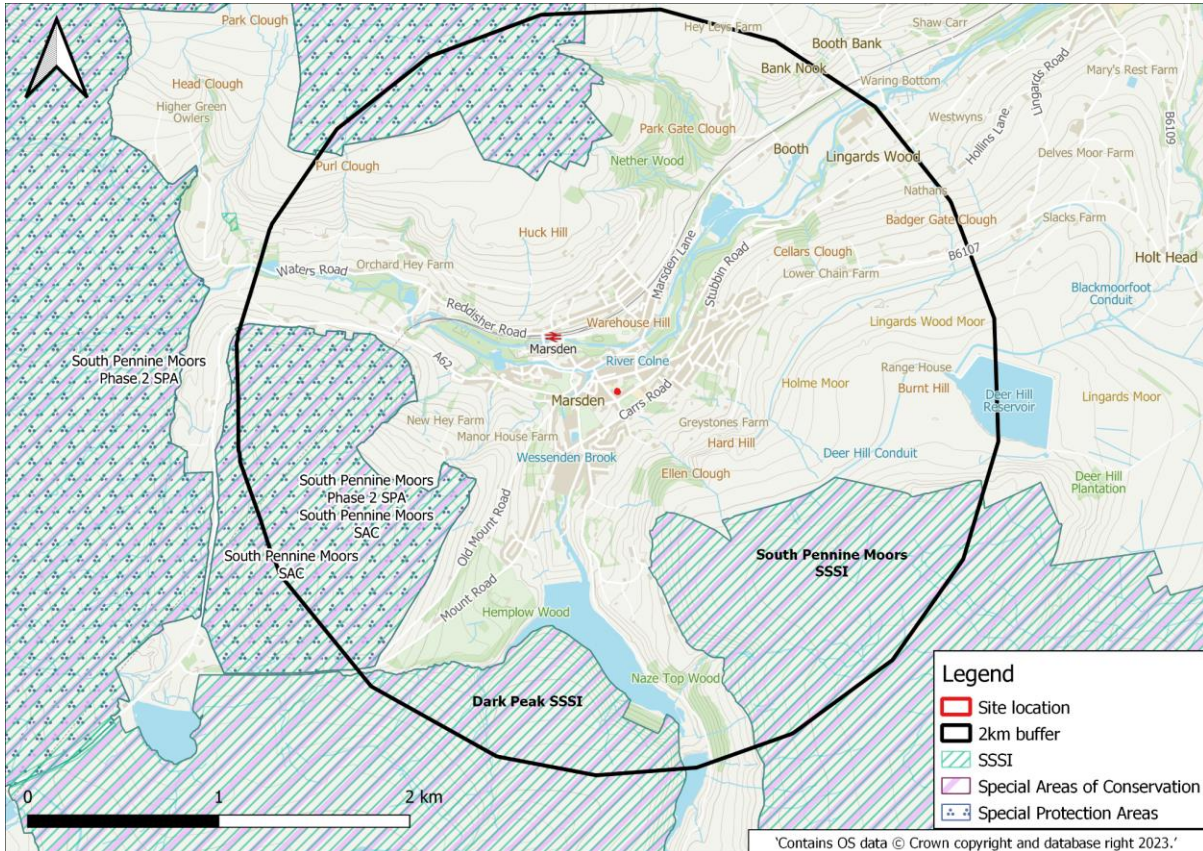 Park Clough
Hey Leys Farm
Shaw Carr
Booth Bank
Bank Nook
Lingards Road
Mary's Rest Farm
Head Clough
Waring Bottom
Higher Green
Owlers
Westwyns
B6109
Park Gate Clough
Hollins Lane
Booth
Lingards Wood
Delves Moor Farm
Purl Clough
Nether Wood
Nathans
Badger Gate Clough
Slacks Farm
Huck Hill
Marsden Lane
Cellars Clough
B6107
Holt Head
Orchard Hey Farm
Waters Road
Stubbin Road
Lower Chain Farm
Blackmoorfoot
Conduit
Reddisher Road
Warehouse Hill
Lingards Wood Moor
Marsden
South Pennine Moors
Phase 2 SPA
A62
River Colne
Range House
Burnt Hill
Holme Moor
Deer Hill
Reservoir
Lingards Moor
Marsden
Carrs Road
New Hey Farm
Greystones Farm
Manor House Farm
Hard Hill
Wessenden Brook
Deer Hill Conduit
Ellen Clough
Deer Hill
Plantation
South Pennine Moors
Phase 2 SPA
South Pennine Moors
SAC
Old Mount Road
South Pennine Moors
SAC
South Pennine Moors
SSSI
Mount Road
Hemplow Wood
Naze Top Wood
Dark Peak SSSI
Legend
Site location
2km buffer
SSSI
Special Areas of Conservation
Special Protection Areas
0 1 2 km
'Contains OS data © Crown copyright and database right 2023.'